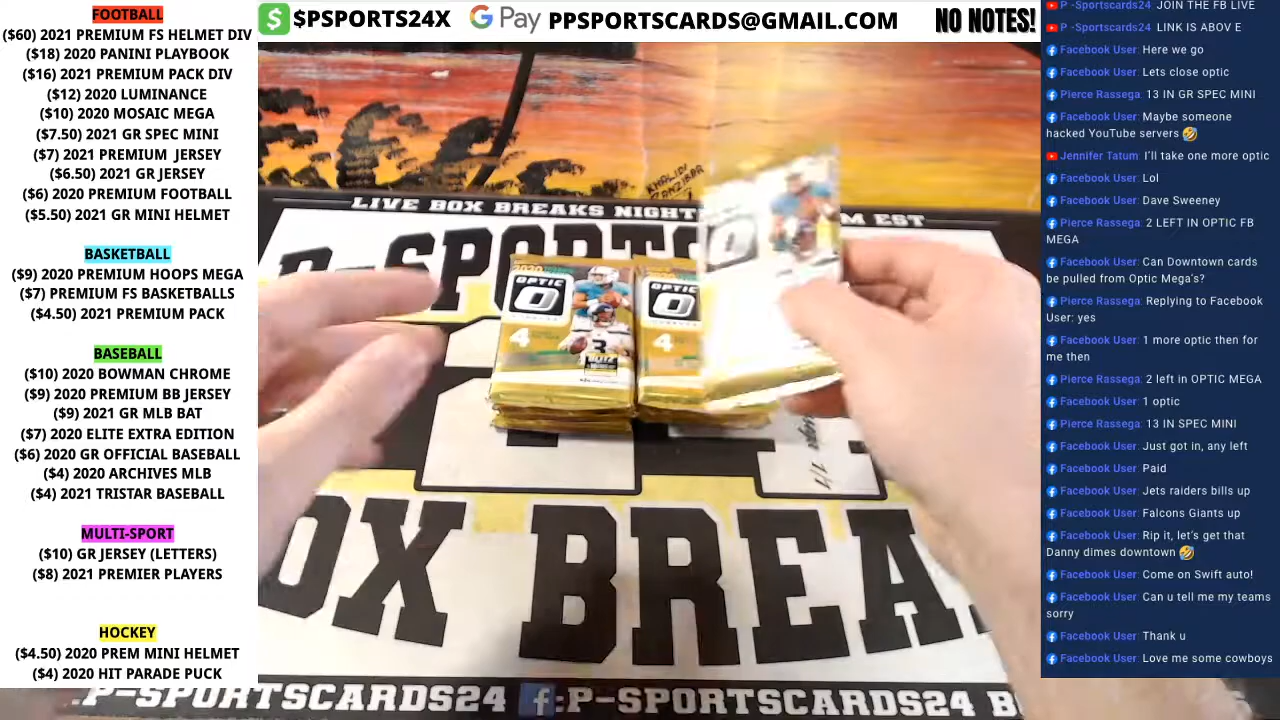 FOOTBALL
($60) 2021 PREMIUM FS HELMET DIV
($18) 2020 PANINI PLAYBOOK
($16) 2021 PREMIUM PACK DIV
($12) 2020 LUMINANCE
($10) 2020 MOSAIC MEGA
($7.50) 2021 GR SPEC MINI
($7) 2021 PREMIUM JERSEY
($6.50) 2021 GR JERSEY
($6) 2020 PREMIUM FOOTBALL
($5.50) 2021 GR MINI HELMET
BASKETBALL
($9) 2020 PREMIUM HOOPS MEGA
($7) PREMIUM FS BASKETBALLS
($4.50) 2021 PREMIUM PACK
BASEBALL
($10) 2020 BOWMAN CHROME
($9) 2020 PREMIUM BB JERSEY
($9) 2021 GR MLB BAT
($7) 2020 ELITE EXTRA EDITION
($6) 2020 GR OFFICIAL BASEBALL
($4) 2020 ARCHIVES MLB
($4) 2021 TRISTAR BASEBALL
MULTI-SPORT
($10) GR JERSEY (LETTERS)
($8) 2021 PREMIER PLAYERS
HOCKEY
($4.50) 2020 PREM MINI HELMET
($4) 2020 HIT PARADE PUCK
$PSPORTS24X
G Pay PPSPORTSCARDS@GMAIL.COM
NO NOTES!
LIVE BOX BREAKS NIGHT
M EST
P-SPORTS
2020
OPTIC
4
3
OPTIC
4
OX BREA
P-SPORTSCARDS24 f:P-SPORTSCARDS24
P -Sportscards24 JOIN THE FB LIVE
P -Sportscards24 LINK IS ABOV E
Facebook User: Here we go
Facebook User: Lets close optic
Pierce Rassega: 13 IN GR SPEC MINI
Facebook User: Maybe someone
hacked YouTube servers 🤣
Jennifer Tatum: I'll take one more optic
Facebook User: Lol
Facebook User: Dave Sweeney
Pierce Rassega: 2 LEFT IN OPTIC FB
MEGA
Facebook User: Can Downtown cards
be pulled from Optic Mega's?
Pierce Rassega: Replying to Facebook
User: yes
Facebook User: 1 more optic then for
me then
Pierce Rassega: 2 left in OPTIC MEGA
Facebook User: 1 optic
Pierce Rassega: 13 IN SPEC MINI
Facebook User: Just got in, any left
Facebook User: Paid
Facebook User: Jets raiders bills up
Facebook User: Falcons Giants up
Facebook User: Rip it, let's get that
Danny dimes downtown 🤣
Facebook User: Come on Swift auto!
Facebook User: Can u tell me my teams
sorry
Facebook User: Thank u
Facebook User: Love me some cowboys